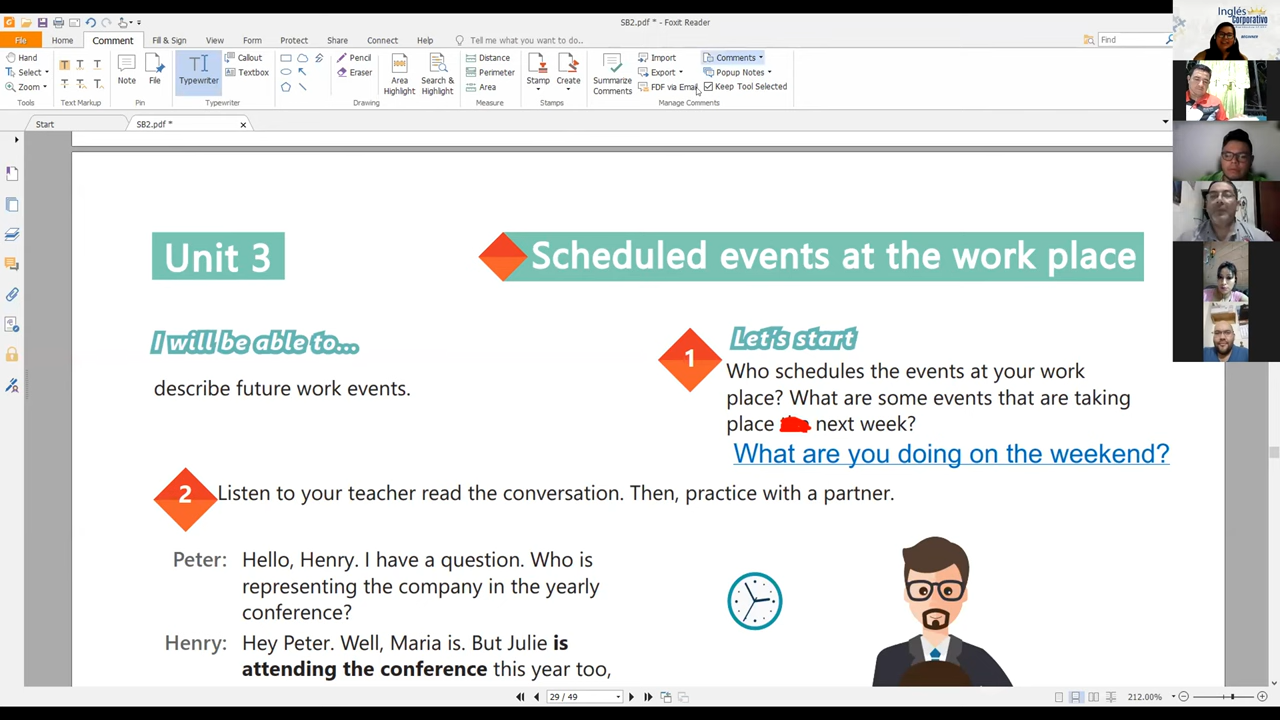 SB2.pdf * - Foxit Reader
File Home Comment Fill & Sign View Form Protect Share Connect Help Tell me what you want to do.. Find
Hand
Select
Zoom
Tools
Text Markup
Note
File
Pin
Typewriter
Callout
Textbox
Typewriter
Pencil
Eraser
Drawing
Area Highlight
Search & Highlight
Distance
Perimeter
Area
Measure
Stamp
Create
Stamps
Summarize Comments
Import
Export
FDF via Email
Comments
Popup Notes
Keep Tool Selected
Manage Comments
Start SB2.pdf *
Inglés
Corporativo
Unit 3
Scheduled events at the work place
I will be able to...
describe future work events.
1
Let's start
Who schedules the events at your work
place? What are some events that are taking
place next week?
What are you doing on the weekend?
2
Listen to your teacher read the conversation. Then, practice with a partner.
Peter: Hello, Henry. I have a question. Who is
representing the company in the yearly
conference?
Henry: Hey Peter. Well, Maria is. But Julie is
attending the conference this year too,
29 / 49
212.00%